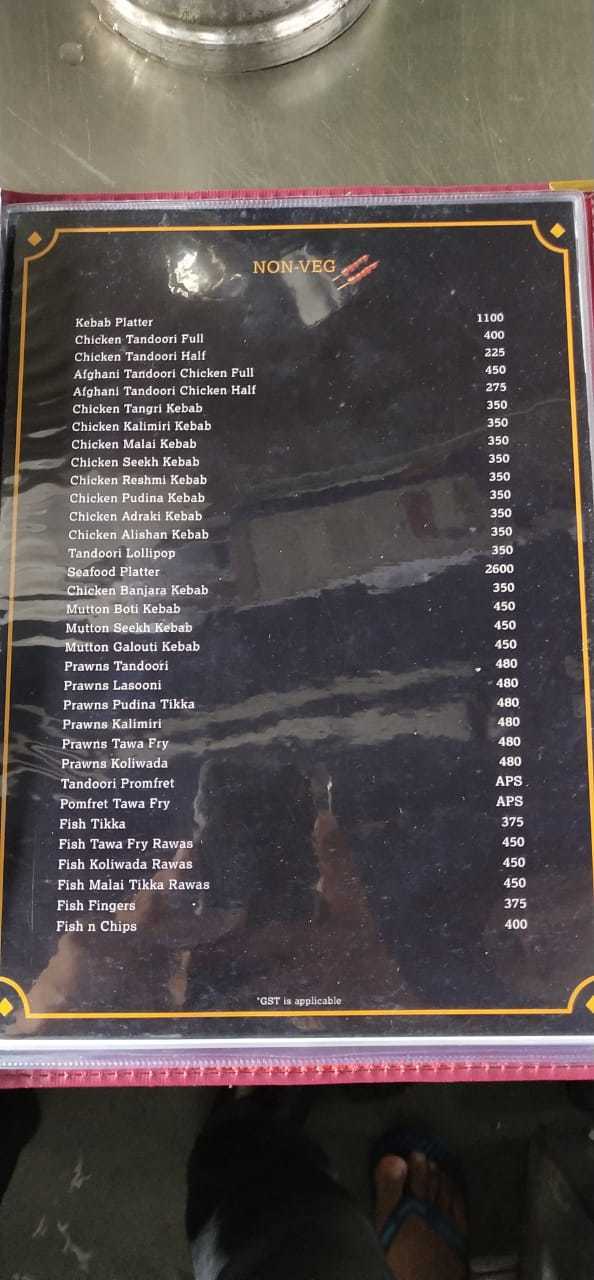 NON-VEG
Kebab Platter 1100
Chicken Tandoori Full 400
Chicken Tandoori Half 225
Afghani Tandoori Chicken Full 450
Afghani Tandoori Chicken Half 275
Chicken Tangri Kebab 350
Chicken Kalimiri Kebab 350
Chicken Malai Kebab 350
Chicken Seekh Kebab 350
Chicken Reshmi Kebab 350
Chicken Pudina Kebab 350
Chicken Adraki Kebab 350
Chicken Alishan Kebab 350
Tandoori Lollipop 350
Seafood Platter 2600
Chicken Banjara Kebab 350
Mutton Boti Kebab 450
Mutton Seekh Kebab 450
Mutton Galouti Kebab 450
Prawns Tandoori 480
Prawns Lasooni 480
Prawns Pudina Tikka 480
Prawns Kalimiri 480
Prawns Tawa Fry 480
Prawns Koliwada 480
Tandoori Promfret APS
Pomfret Tawa Fry APS
Fish Tikka 375
Fish Tawa Fry Rawas 450
Fish Koliwada Rawas 450
Fish Malai Tikka Rawas 450
Fish Fingers 375
Fish n Chips 400
*GST is applicable